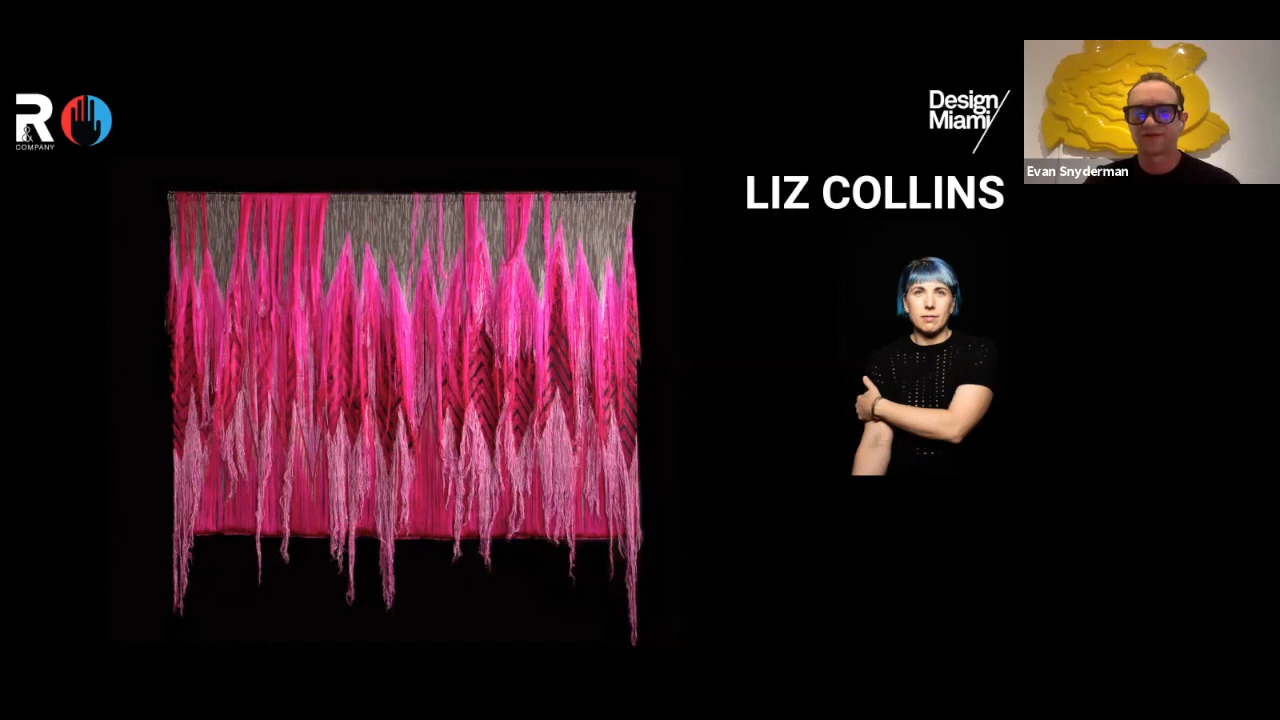 R
&
COMPANY
Design
Miami/
Evan Snyderman
LIZ COLLINS